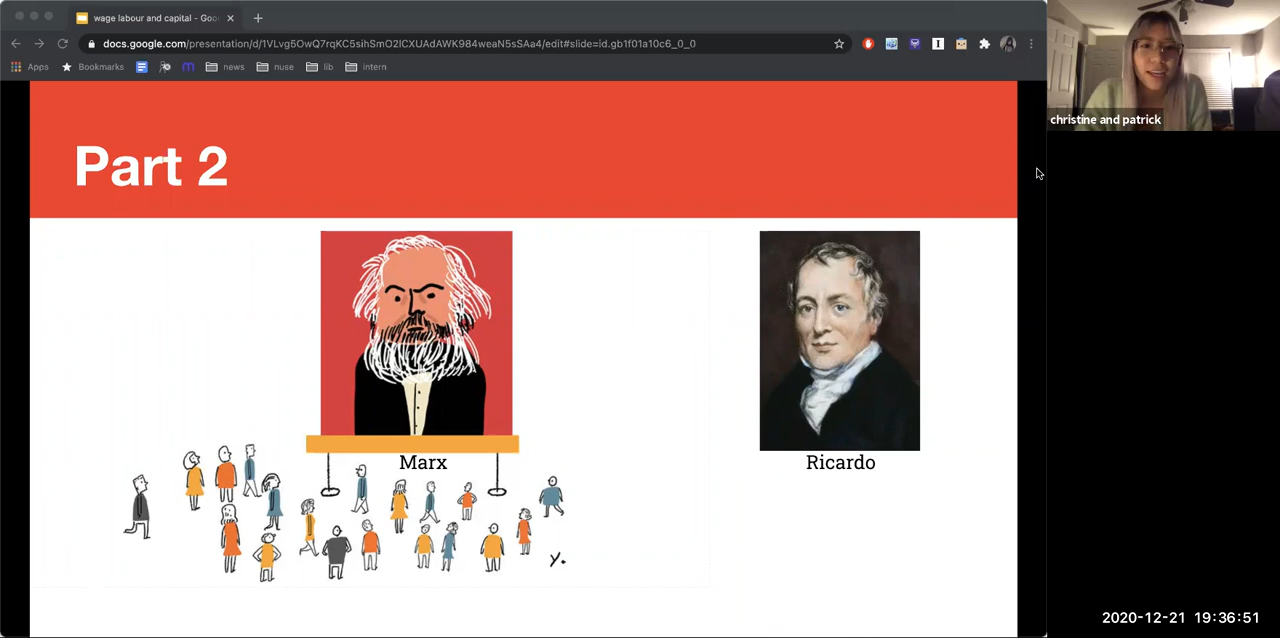 wage labour and capital - Goo
docs.google.com/presentation/d/1VLvg5OwQ7rqKC5sihSmO2lCXUAdAWK984weaN5sSAa4/edit#slide=id.gb1f01a10c6_0_0
Apps
Bookmarks
news
nuse
lib
intern
christine and patrick
Part 2
Marx
Ricardo
y.
2020-12-21 19:36:51